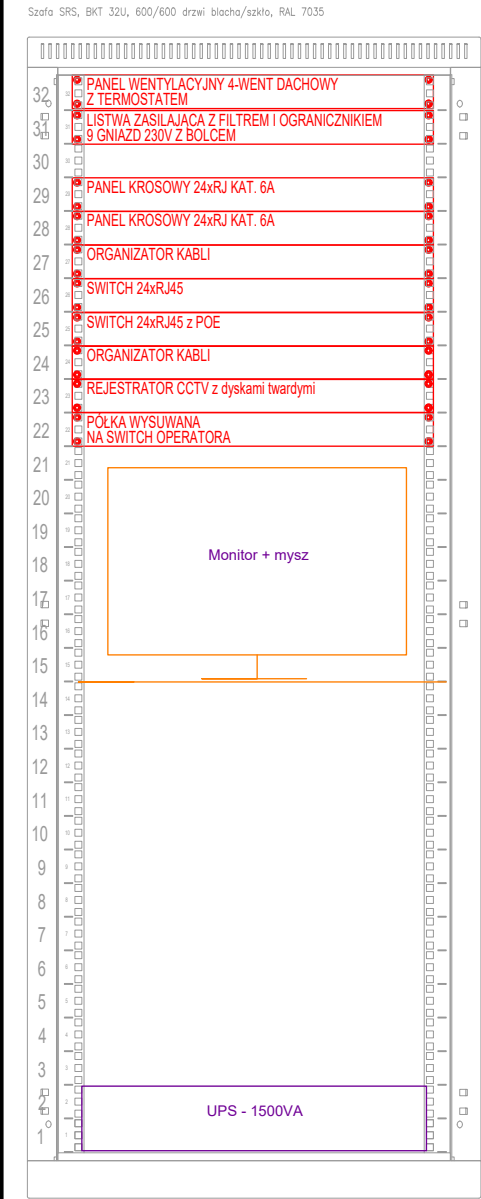 Szafa SRS, BKT 32U, 600/600 drzwi blacha/szkło, RAL 7035
32
PANEL WENTYLACYJNY 4-WENT DACHOWY
Z TERMOSTATEM
31
LISTWA ZASILAJĄCA Z FILTREM I OGRANICZNIKIEM
9 GNIAZD 230V Z BOLCEM
30
29
PANEL KROSOWY 24xRJ KAT. 6A
28
PANEL KROSOWY 24xRJ KAT. 6A
27
ORGANIZATOR KABLI
26
SWITCH 24xRJ45
25
SWITCH 24xRJ45 z POE
24
ORGANIZATOR KABLI
23
REJESTRATOR CCTV z dyskami twardymi
22
PÓŁKA WYSUWANA
NA SWITCH OPERATORA
21
20
19
18
Monitor + mysz
17
16
15
14
13
12
11
10
9
8
7
6
5
4
3
2
UPS - 1500VA
1